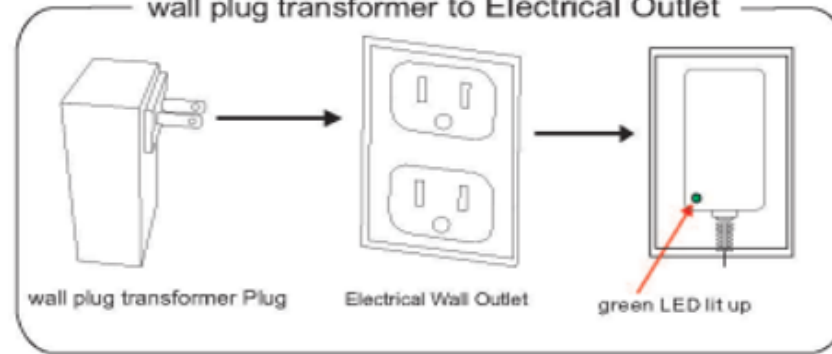 wall plug transformer to Electrical Outlet
wall plug transformer Plug
Electrical Wall Outlet
green LED lit up